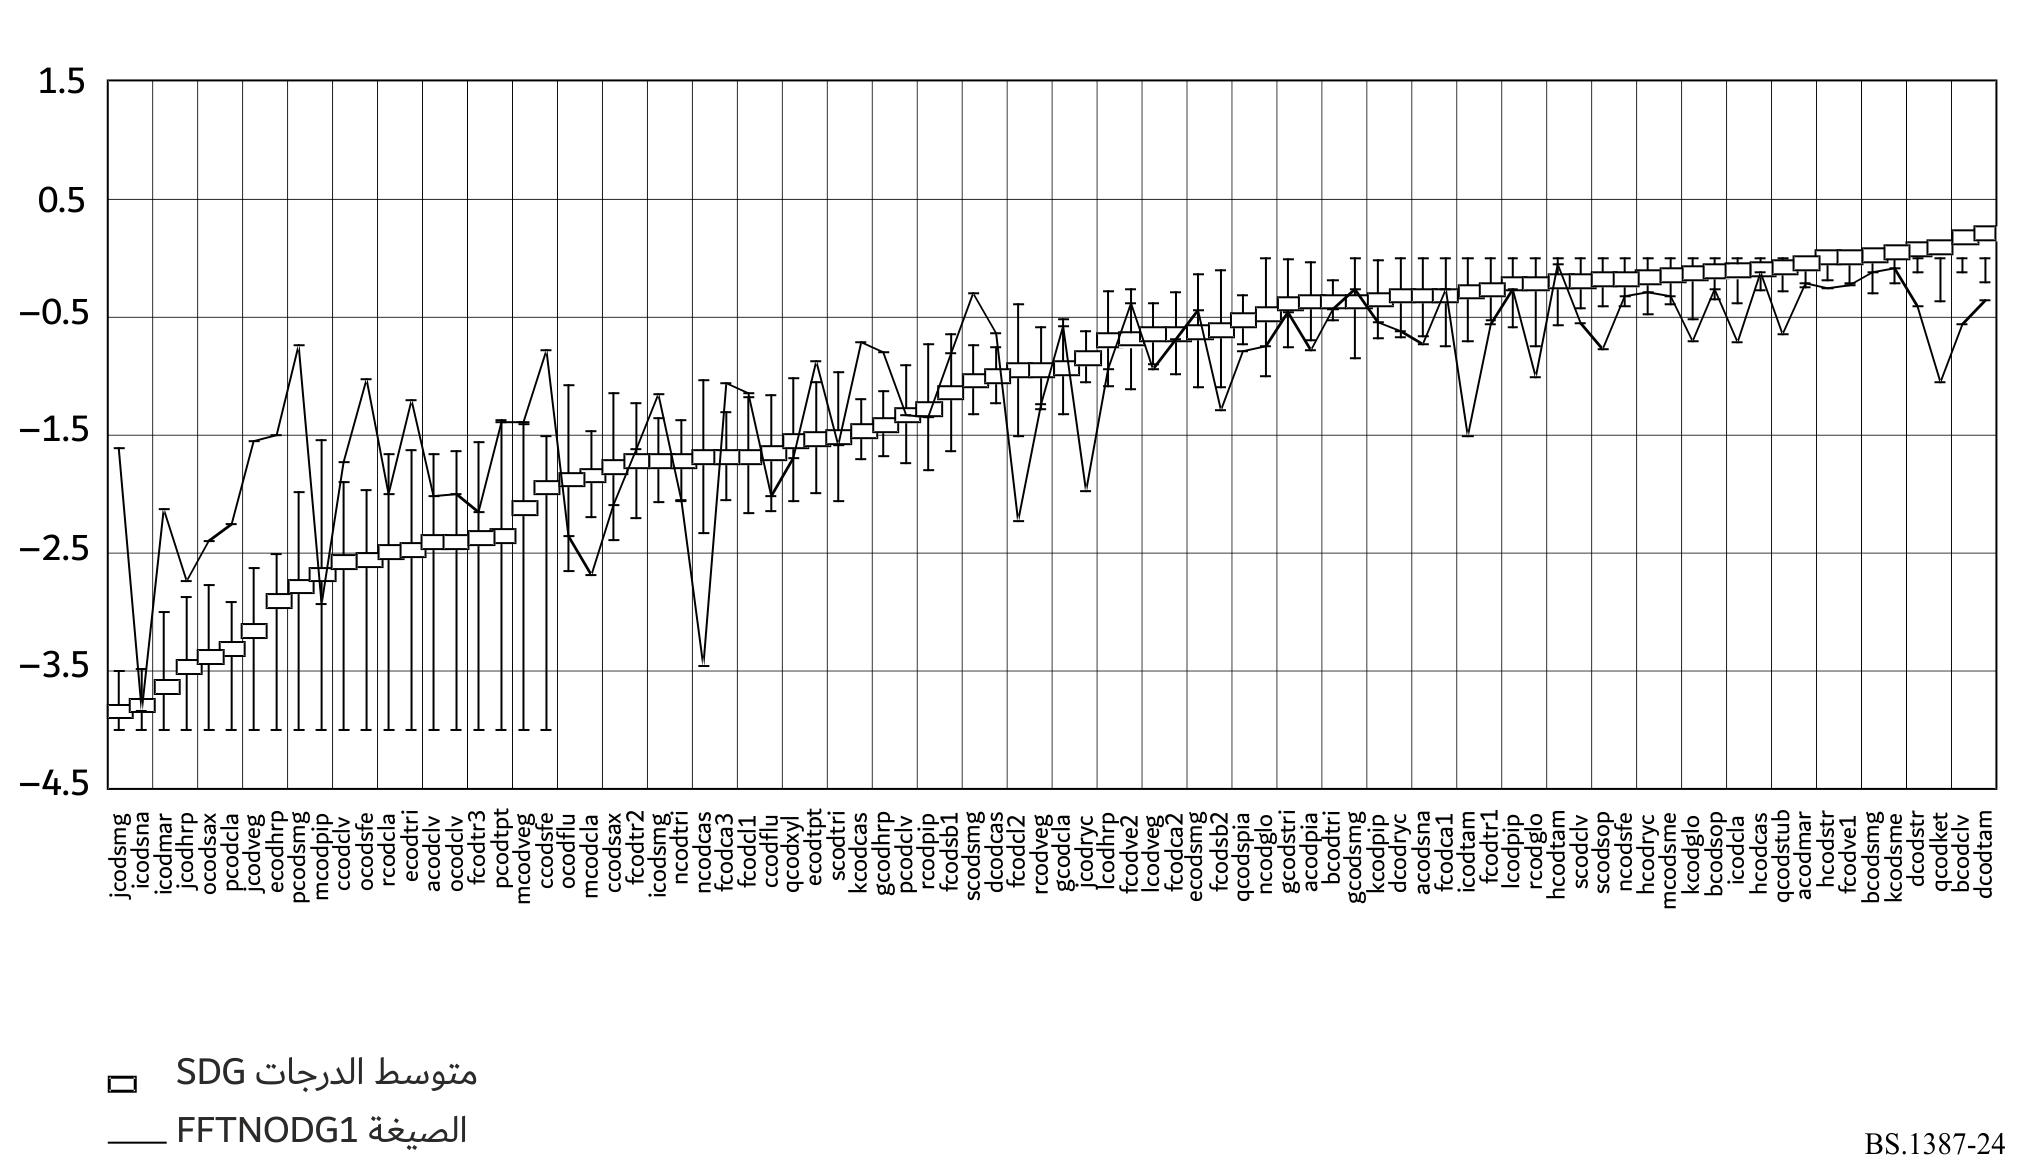 1.5
0.5
−0.5
−1.5
−2.5
−3.5
−4.5
jcodsmg
icodsna
icodmar
jcodhrp
ocodsax
pcodcla
jcodveg
ecodhrp
pcodsmg
mcodpip
ccodclv
ocodsfe
rcodcla
ecodtri
acodclv
ocodclv
fcodtr3
pcodtpt
mcodveg
ccodsfe
ocodflu
mcodcla
ccodsax
fcodtr2
icodsmg
ncodtri
ncodcas
fcodca3
fcodcl1
ccodflu
qcodxyl
ecodtpt
scodtri
kcodcas
gcodhrp
pcodclv
rcodpip
fcodsb1
scodsmg
dcodcas
fcodcl2
rcodveg
gcodcla
jcodryc
lcodhrp
fcodve2
lcodveg
fcodca2
ecodsmg
fcodsb2
qcodspia
ncodglo
gcodstri
acodpia
bcodtri
gcodsmg
kcodpip
dcodryc
acodsna
fcodca1
icodtam
fcodtr1
lcodpip
rcodglo
hcodtam
scodclv
scodsop
ncodsfe
hcodryc
mcodsme
kcodglo
bcodsop
icodcla
hcodcas
qcodstub
acodmar
hcodstr
fcodve1
bcodsmg
kcodsme
dcodstr
qcodket
bcodclv
dcodtam
متوسط الدرجات SDG
الصيغة FFTNODG1
BS.1387-24